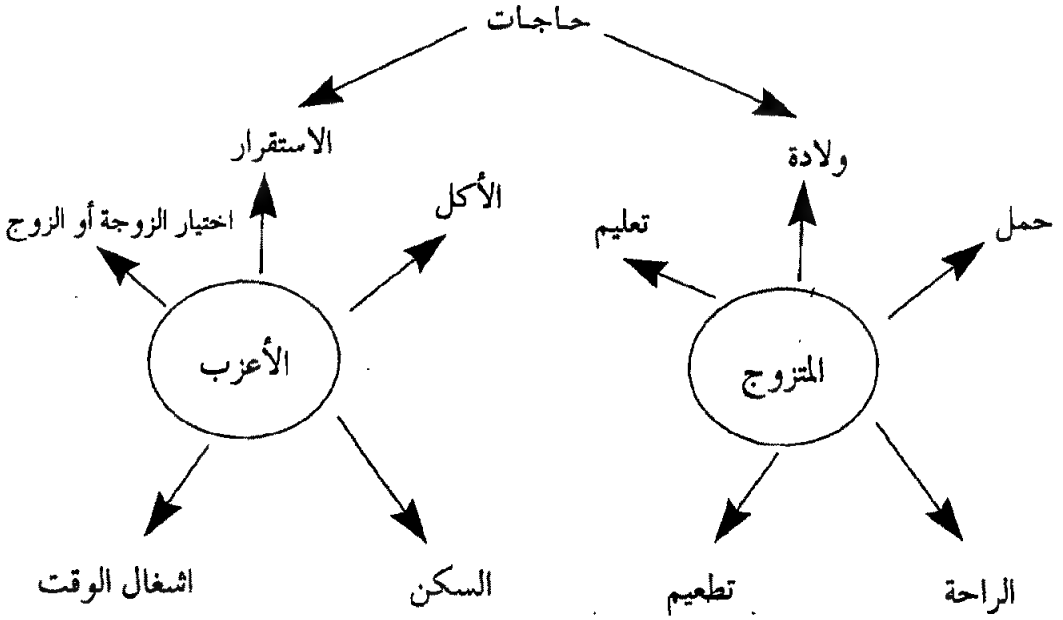 حاجات
ولادة
الاستقرار
حمل
تعليم
الأكل
اختيار الزوجة أو الزوج
المتزوج
الأعزب
الراحة
تطعيم
السكن
اشغال الوقت